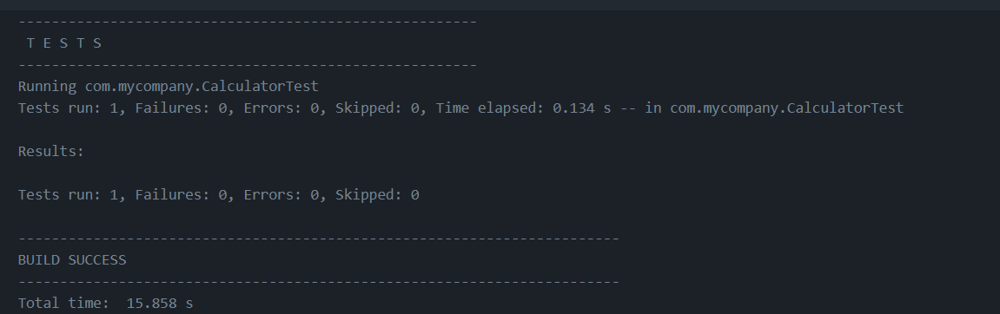 -------------------------------------------------------
 T E S T S
-------------------------------------------------------
Running com.mycompany.CalculatorTest
Tests run: 1, Failures: 0, Errors: 0, Skipped: 0, Time elapsed: 0.134 s -- in com.mycompany.CalculatorTest

Results:

Tests run: 1, Failures: 0, Errors: 0, Skipped: 0

------------------------------------------------------------------------
BUILD SUCCESS
------------------------------------------------------------------------
Total time:  15.858 s